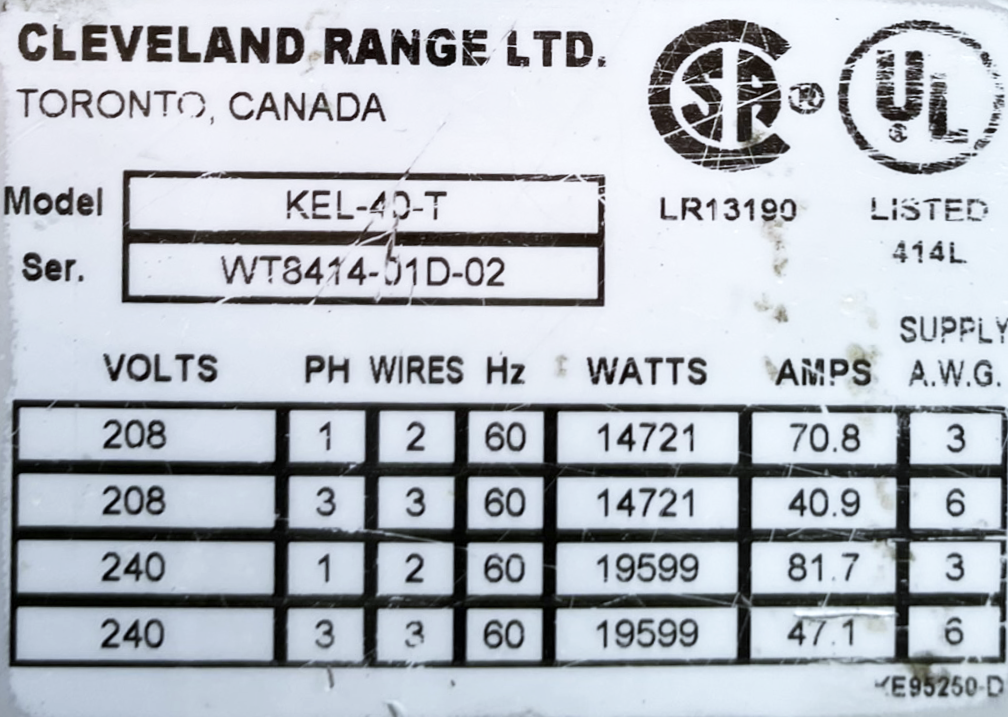 CLEVELAND RANGE LTD.
TORONTO, CANADA
CSA ®
UL ®
LR13190
LISTED
414L
Model KEL-40-T
Ser. WT8414-01D-02
VOLTS PH WIRES Hz WATTS AMPS SUPPLY A.W.G.
208 1 2 60 14721 70.8 3
208 3 3 60 14721 40.9 6
240 1 2 60 19599 81.7 3
240 3 3 60 19599 47.1 6
KE95250-D